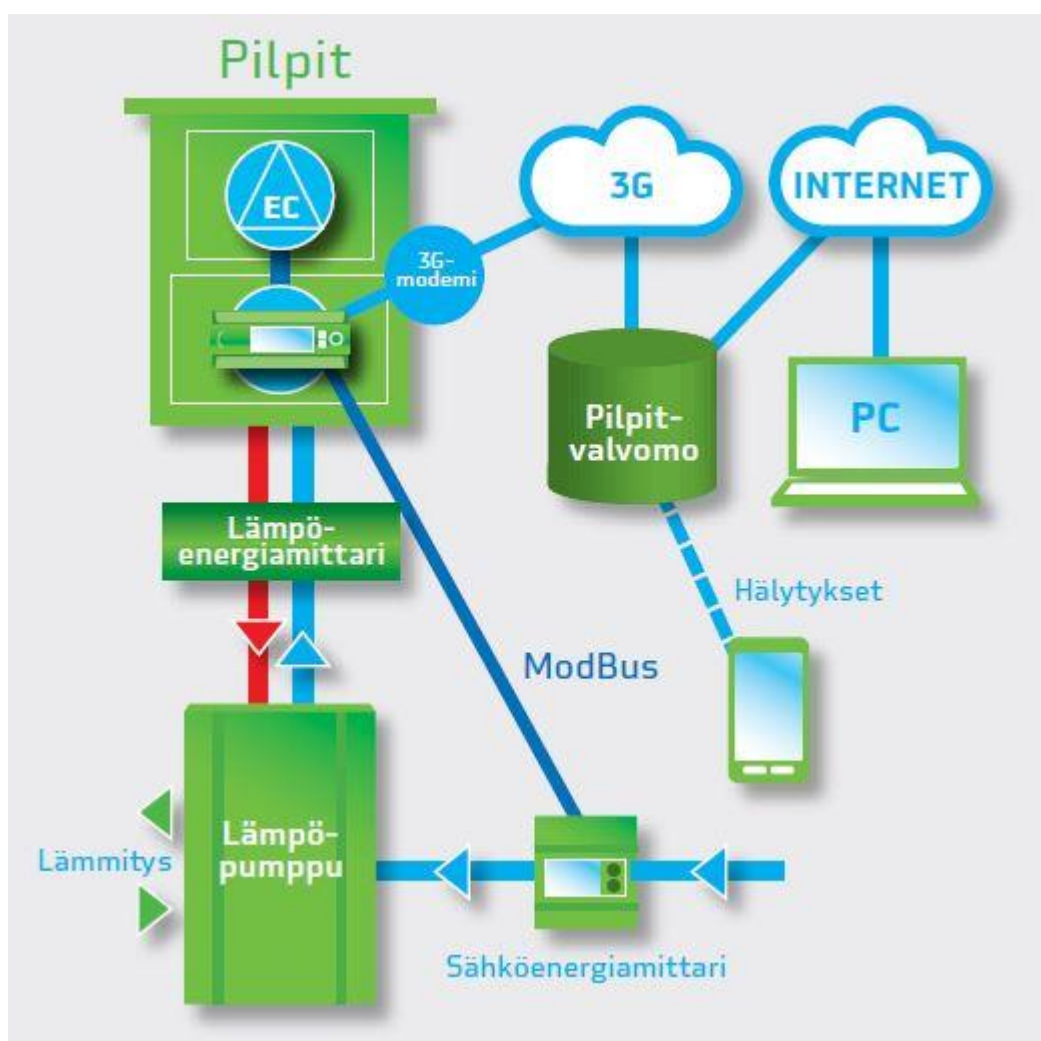 Pilpit
EC
3G-
modemi
3G
INTERNET
Pilpit-
valvomo
PC
Lämpö-
energiamittari
Hälytykset
ModBus
Lämpö-
pumppu
Lämmitys
Sähköenergiamittari